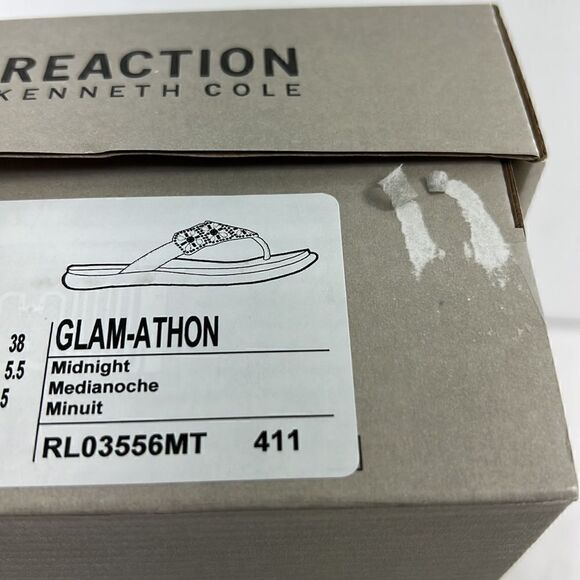 REACTION
KENNETH COLE
38
5.5
5
GLAM-ATHON
Midnight
Medianoche
Minuit
RL03556MT 411